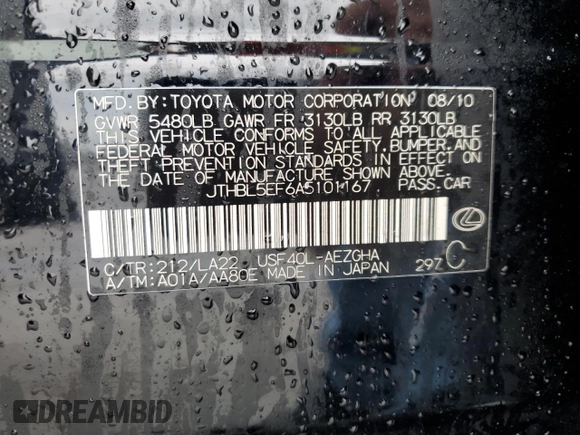 MFD. BY: TOYOTA MOTOR CORPORATION 08/10
GVWR 5480LB GAWR FR 3130LB RR 3130LB
THIS VEHICLE CONFORMS TO ALL APPLICABLE
FEDERAL MOTOR VEHICLE SAFETY, BUMPER, AND
THEFT PREVENTION STANDARDS IN EFFECT ON
THE DATE OF MANUFACTURE SHOWN ABOVE.
JTHBL5EF6A5101167 PASS. CAR
C/TR: 212/LA22 USF40L-AEZGHA
A/TM: A01A/AA80E MADE IN JAPAN 297 C
DREAMBID